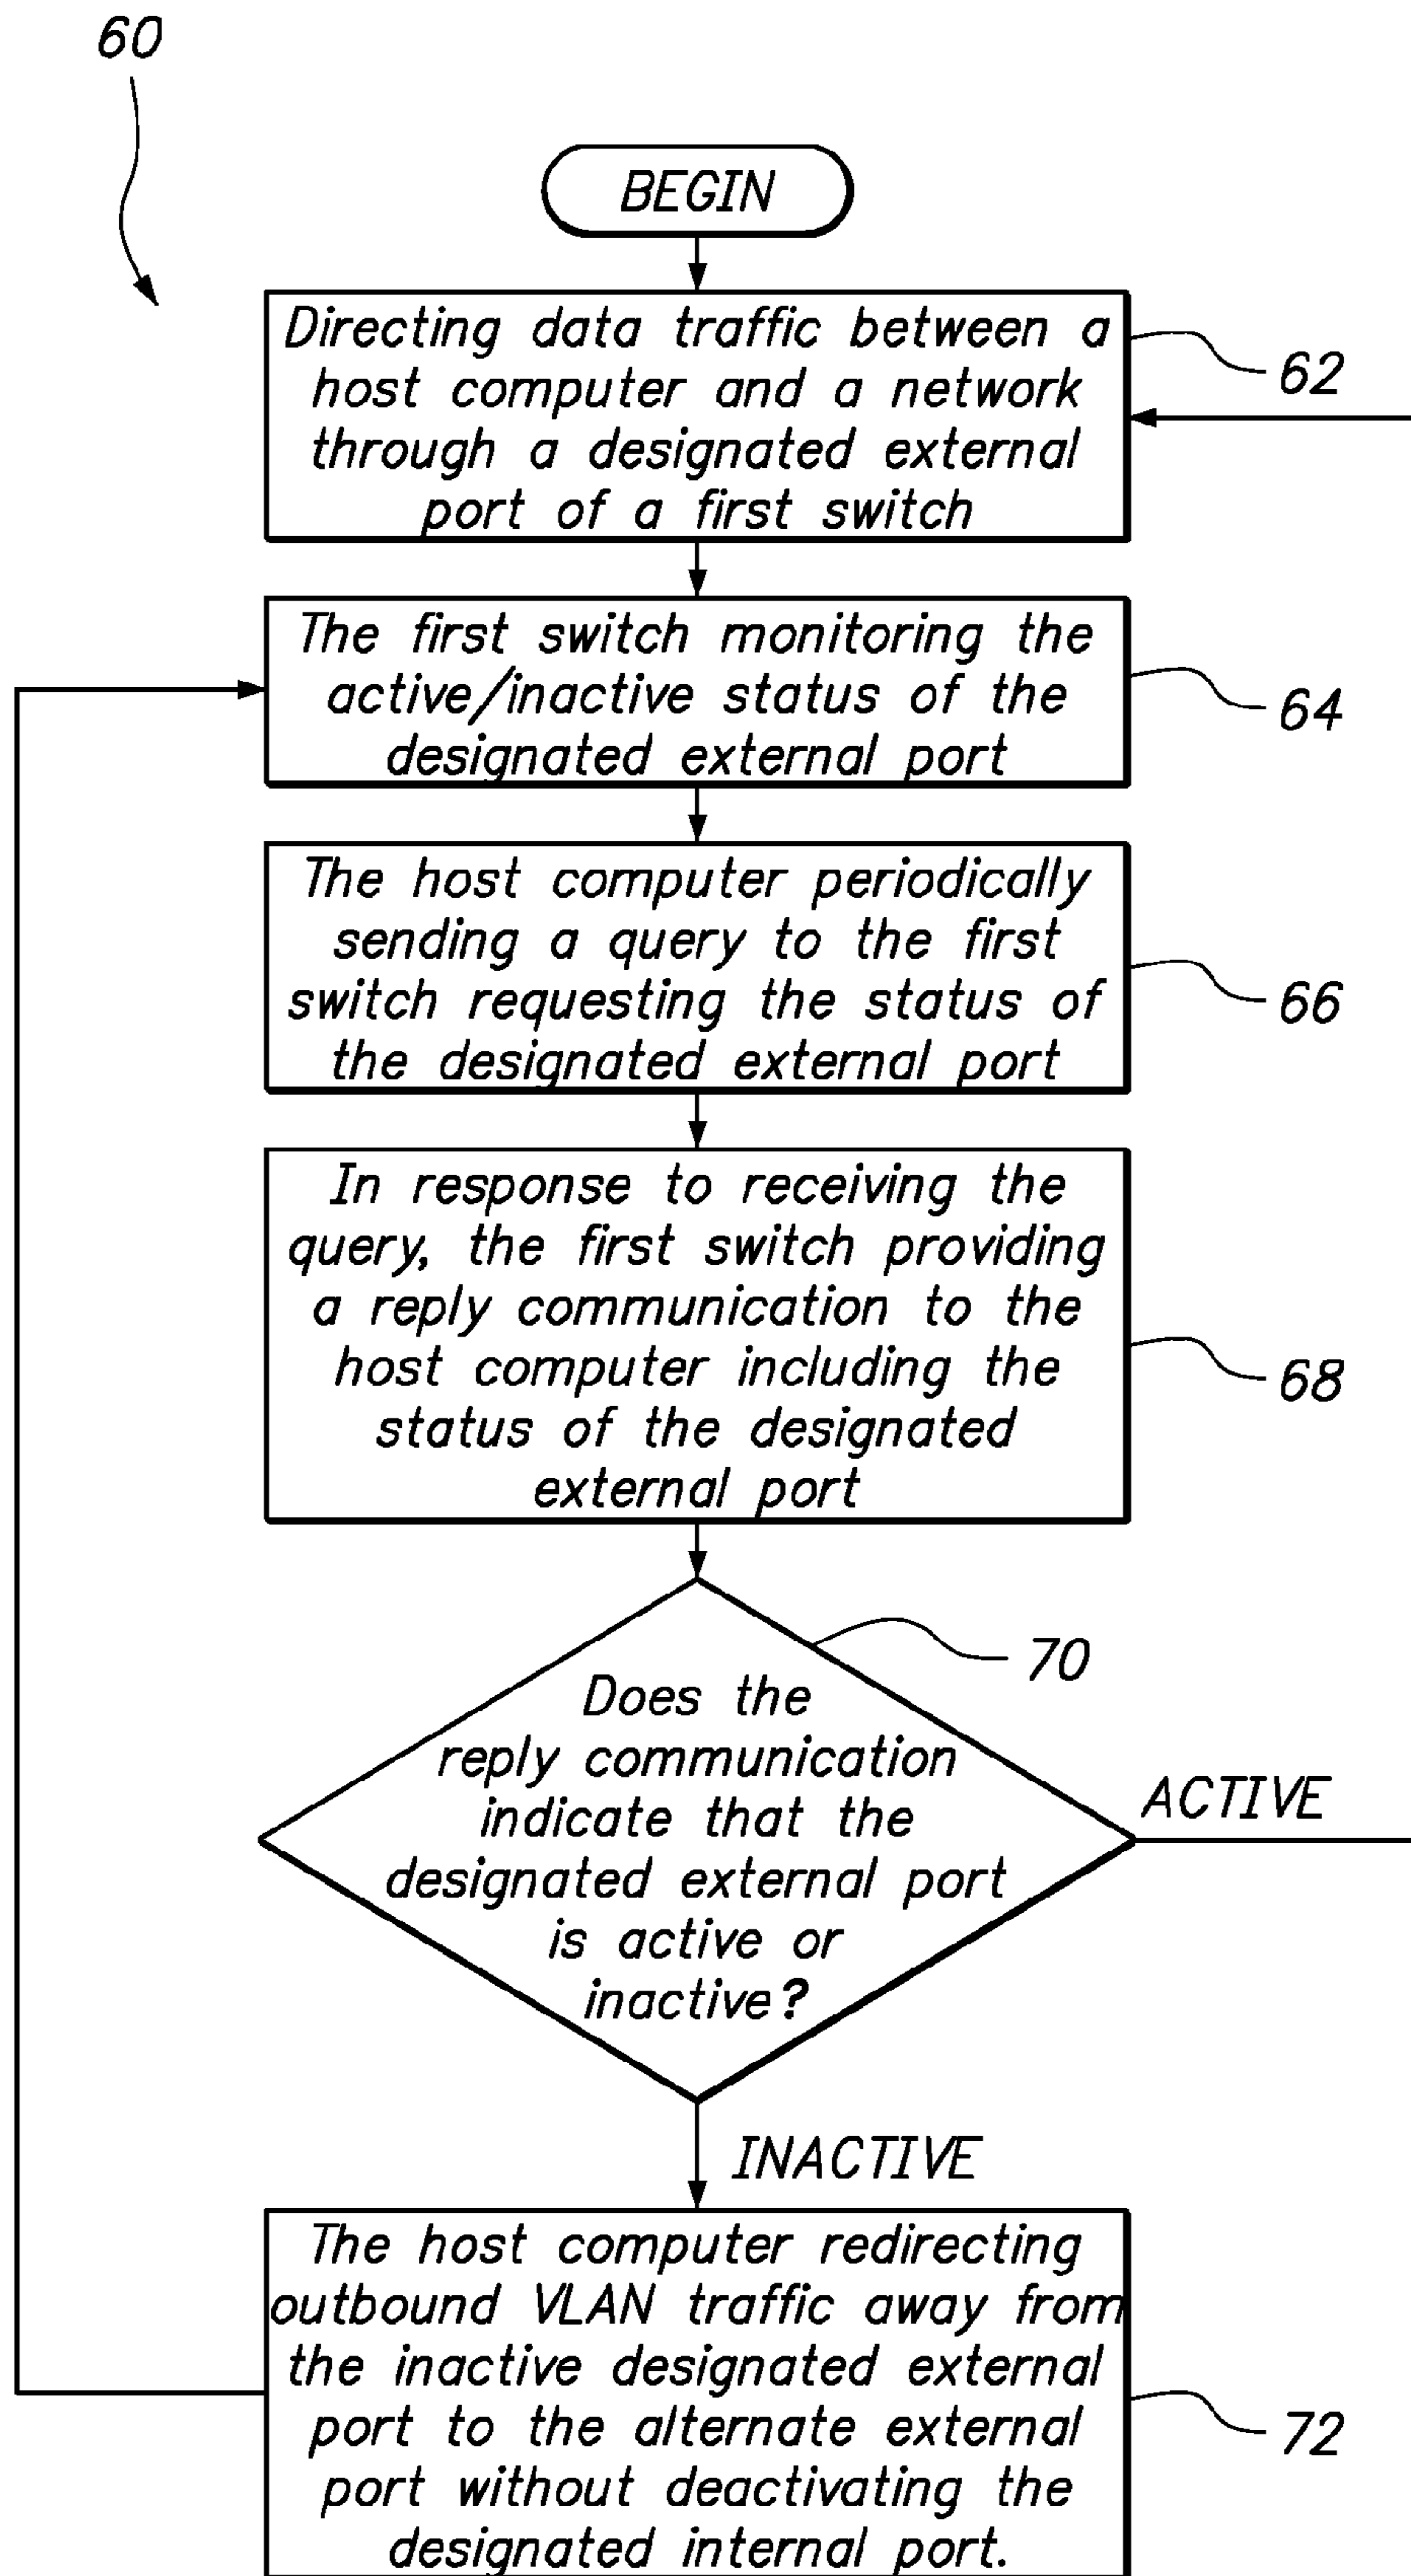 60
BEGIN
Directing data traffic between a
host computer and a network
through a designated external
port of a first switch
62
The first switch monitoring the
active/inactive status of the
designated external port
64
The host computer periodically
sending a query to the first
switch requesting the status of
the designated external port
66
In response to receiving the
query, the first switch providing
a reply communication to the
host computer including the
status of the designated
external port
68
70
Does the
reply communication
indicate that the
designated external port
is active or
inactive?
ACTIVE
INACTIVE
The host computer redirecting
outbound VLAN traffic away from
the inactive designated external
port to the alternate external
port without deactivating the
designated internal port.
72